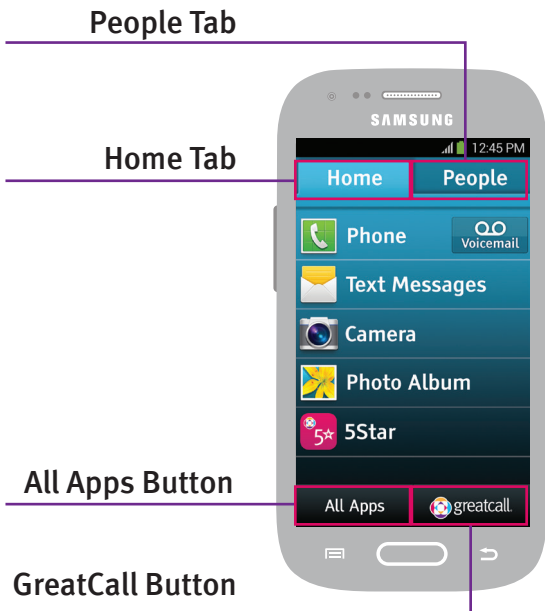 People Tab
SAMSUNG
12:45 PM
Home Tab
Home People
Phone
Voicemail
Text Messages
Camera
Photo Album
5☆ 5Star
All Apps Button
All Apps greatcall.
GreatCall Button